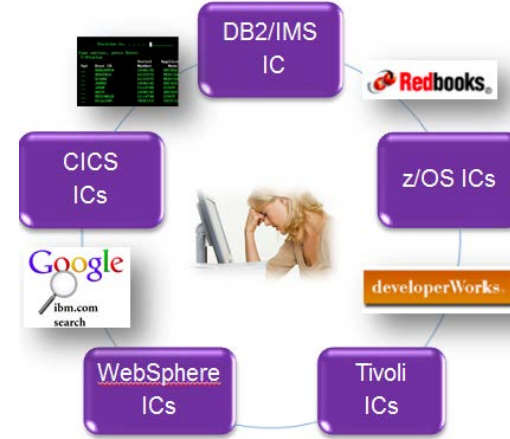 DB2/IMS
IC
Redbooks
z/OS ICs
developerWorks
Tivoli
ICs
WebSphere
ICs
Google
ibm.com
search
CICS
ICs